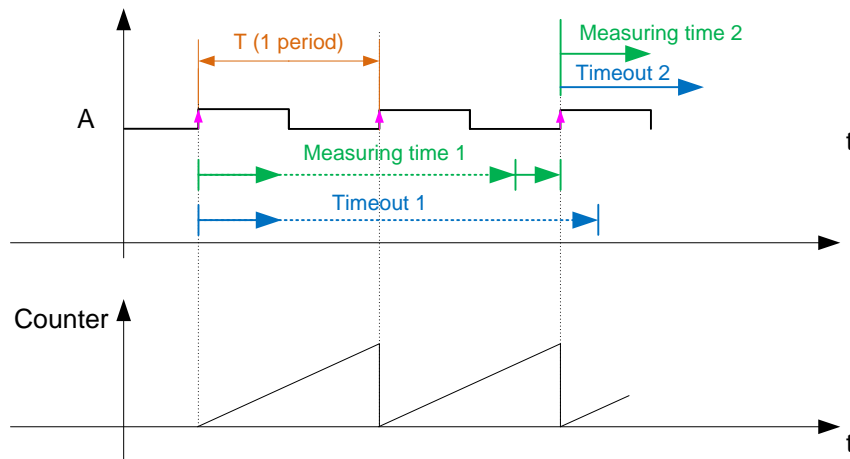 T (1 period)
Measuring time 2
Timeout 2
A
t
Measuring time 1
Timeout 1
Counter
t